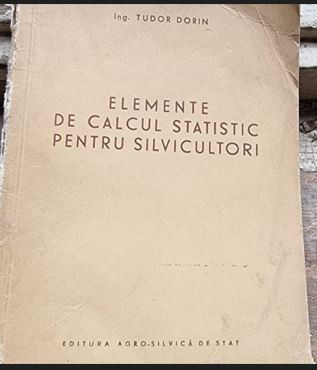 Ing. TUDOR DORIN
ELEMENTE
DE CALCUL STATISTIC
PENTRU SILVICULTORI
EDITURA AGRO-SILVICĂ DE STAT